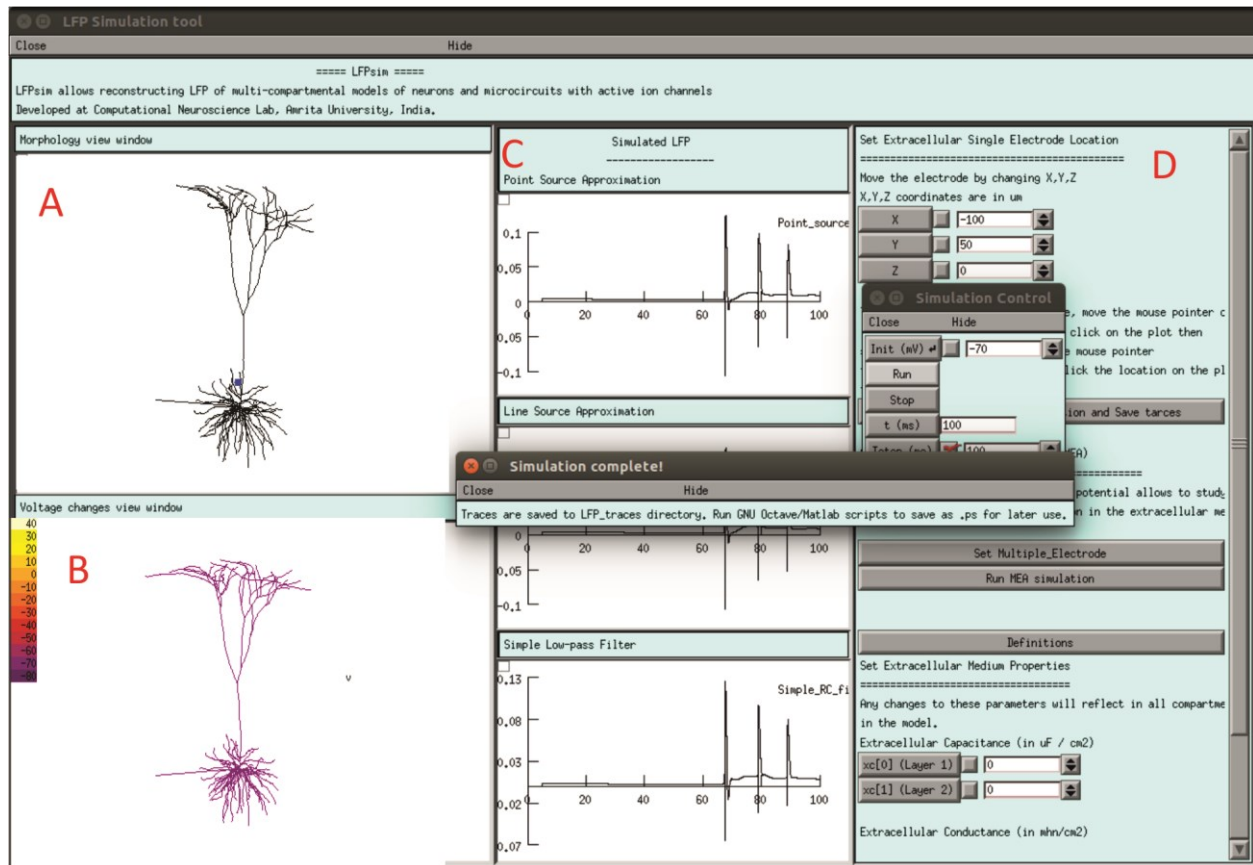 LFP Simulation tool
Close Hide
===== LFPsim =====
LFPsim allows reconstructing LFP of multi-compartmental models of neurons and microcircuits with active ion channels
Developed at Computational Neuroscience Lab, Amrita University, India.
Morphology view window
A
Voltage changes view window
40
30
20
10
0
-10
-20
-30
-40
-50
-60
-70
-80
B
v
C
Simulated LFP
------------------
Point Source Approximation
Point_source
0.1
0.05
0
0.05
-0.1
0 20 40 60 80 100
Line Source Approximation
0
0.05
-0.1
Simple Low-pass Filter
Simple_RC_fi
0.13
0.08
0.03
0.02
0.07
0 20 40 60 80 100
Set Extracellular Single Electrode Location
============================================
D
Move the electrode by changing X,Y,Z
X,Y,Z coordinates are in um
X -100
Y 50
Z 0
, move the mouse pointer c
click on the plot then
mouse pointer
lick the location on the pl
ion and Save tarces
potential allows to stud
n in the extracellular me
Set Multiple_Electrode
Run MEA simulation
Definitions
Set Extracellular Medium Properties
===================================
Any changes to these parameters will reflect in all compartme
in the model.
Extracellular Capacitance (in uF / cm2)
xc[0] (Layer 1) 0
xc[1] (Layer 2) 0
Extracellular Conductance (in mhn/cm2)
Simulation Control
Close Hide
Init (mV) -70
Run
Stop
t (ms) 100
Simulation complete!
Close Hide
Traces are saved to LFP_traces directory. Run GNU Octave/Matlab scripts to save as .ps for later use.